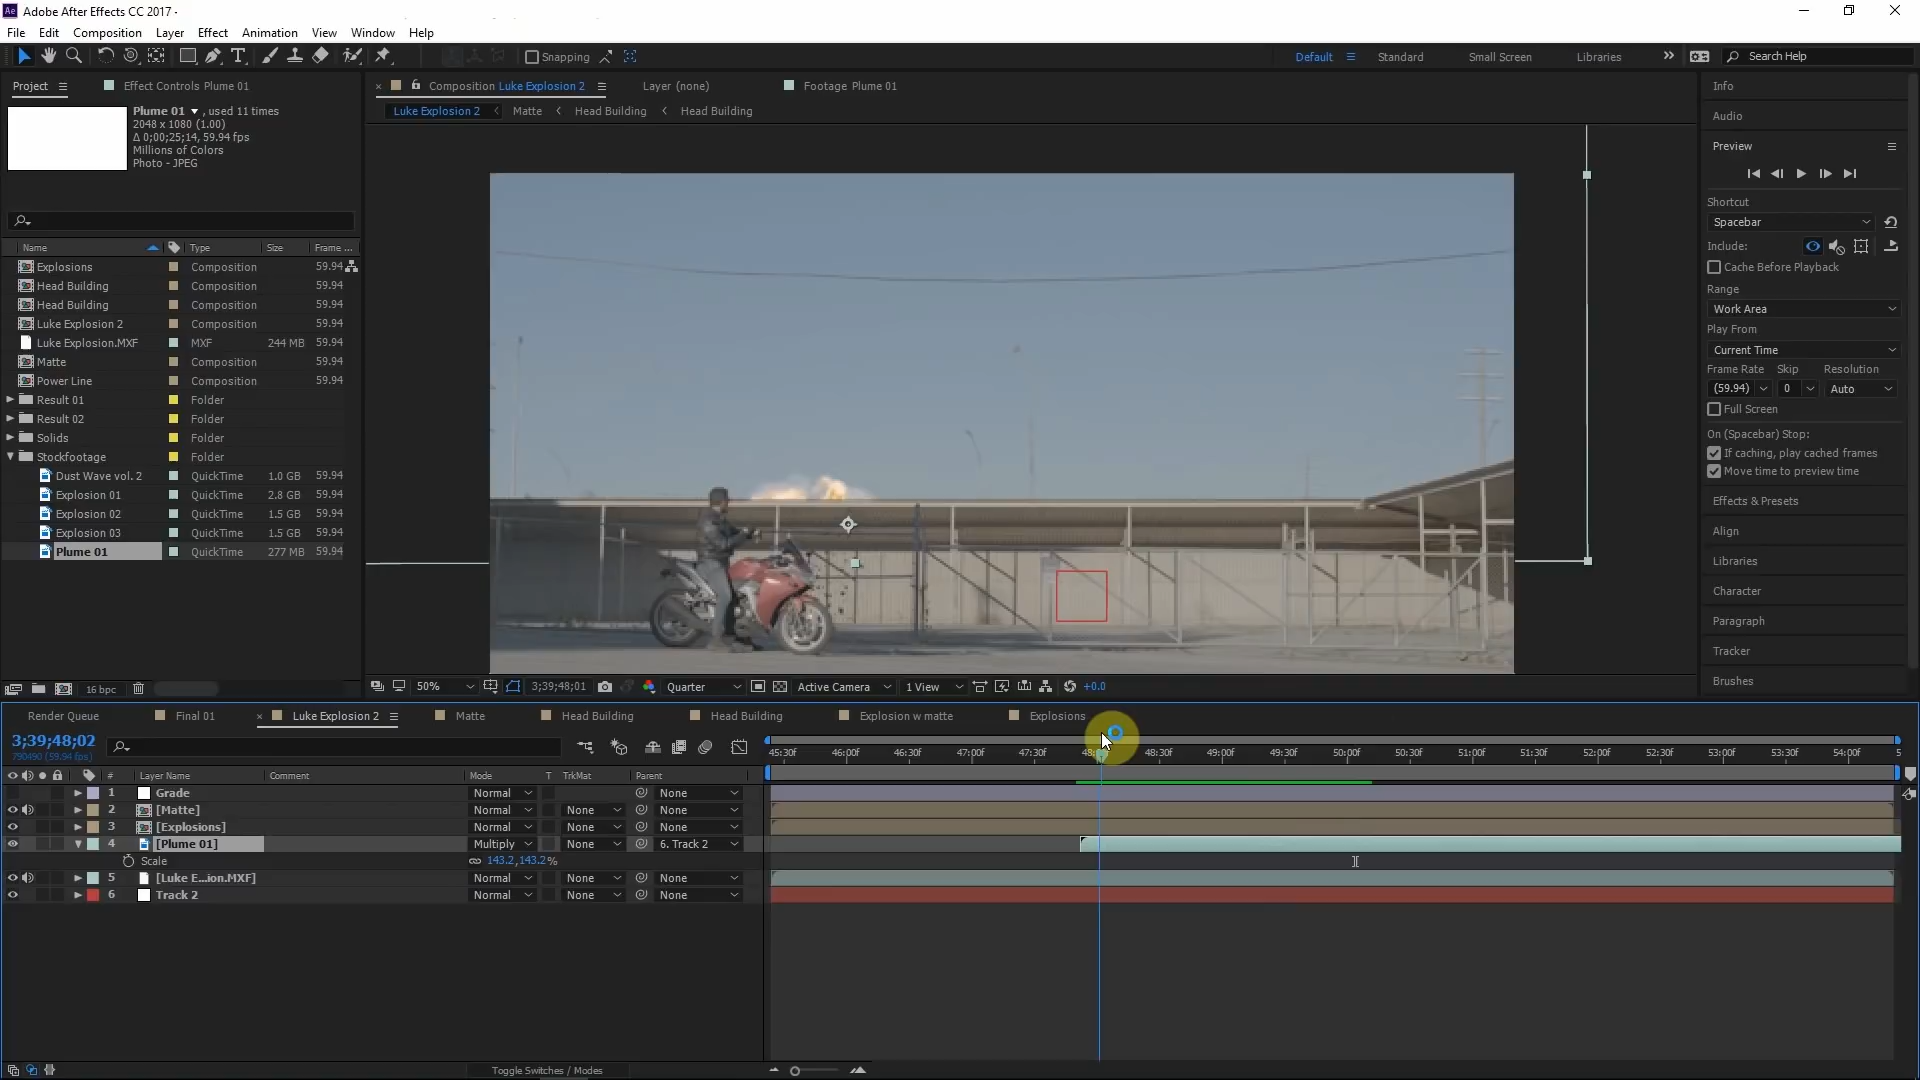 Ae Adobe After Effects CC 2017 -
File Edit Composition Layer Effect Animation View Window Help
Snapping Default Standard Small Screen Libraries Search Help
Project Effect Controls Plume 01
Plume 01 , used 11 times
2048 x 1080 (1.00)
Δ 0;00;25;14, 59.94 fps
Millions of Colors
Photo - JPEG
Name Type Size Frame ...
Explosions Composition 59.94
Head Building Composition 59.94
Head Building Composition 59.94
Luke Explosion 2 Composition 59.94
Luke Explosion.MXF MXF 244 MB 59.94
Matte Composition 59.94
Power Line Composition 59.94
Result 01 Folder
Result 02 Folder
Solids Folder
Stockfootage Folder
Dust Wave vol. 2 QuickTime 1.0 GB 59.94
Explosion 01 QuickTime 2.8 GB 59.94
Explosion 02 QuickTime 1.5 GB 59.94
Explosion 03 QuickTime 1.5 GB 59.94
Plume 01 QuickTime 277 MB 59.94
16 bpc
Composition Luke Explosion 2 Layer (none) Footage Plume 01
Luke Explosion 2 Matte Head Building Head Building
50% 3;39;48;01 Quarter Active Camera 1 View +0.0
Info
Audio
Preview
Shortcut
Spacebar
Include:
Cache Before Playback
Range
Work Area
Play From
Current Time
Frame Rate Skip Resolution
(59.94) 0 Auto
Full Screen
On (Spacebar) Stop:
If caching, play cached frames
Move time to preview time
Effects & Presets
Align
Libraries
Character
Paragraph
Tracker
Brushes
Render Queue Final 01 Luke Explosion 2 Matte Head Building Head Building Explosion w matte Explosions
3;39;48;02
790490 (59.94 fps)
45:30f 46:00f 46:30f 47:00f 47:30f 48:30f 49:00f 49:30f 50:00f 50:30f 51:00f 51:30f 52:00f 52:30f 53:00f 53:30f 54:00f
# Layer Name Comment Mode T TrkMat Parent
1 Grade Normal None
2 [Matte] Normal None None
3 [Explosions] Normal None None
4 [Plume 01] Multiply None 6. Track 2
Scale 143.2,143.2%
5 [Luke E...ion.MXF] Normal None None
6 Track 2 Normal None None
Toggle Switches / Modes